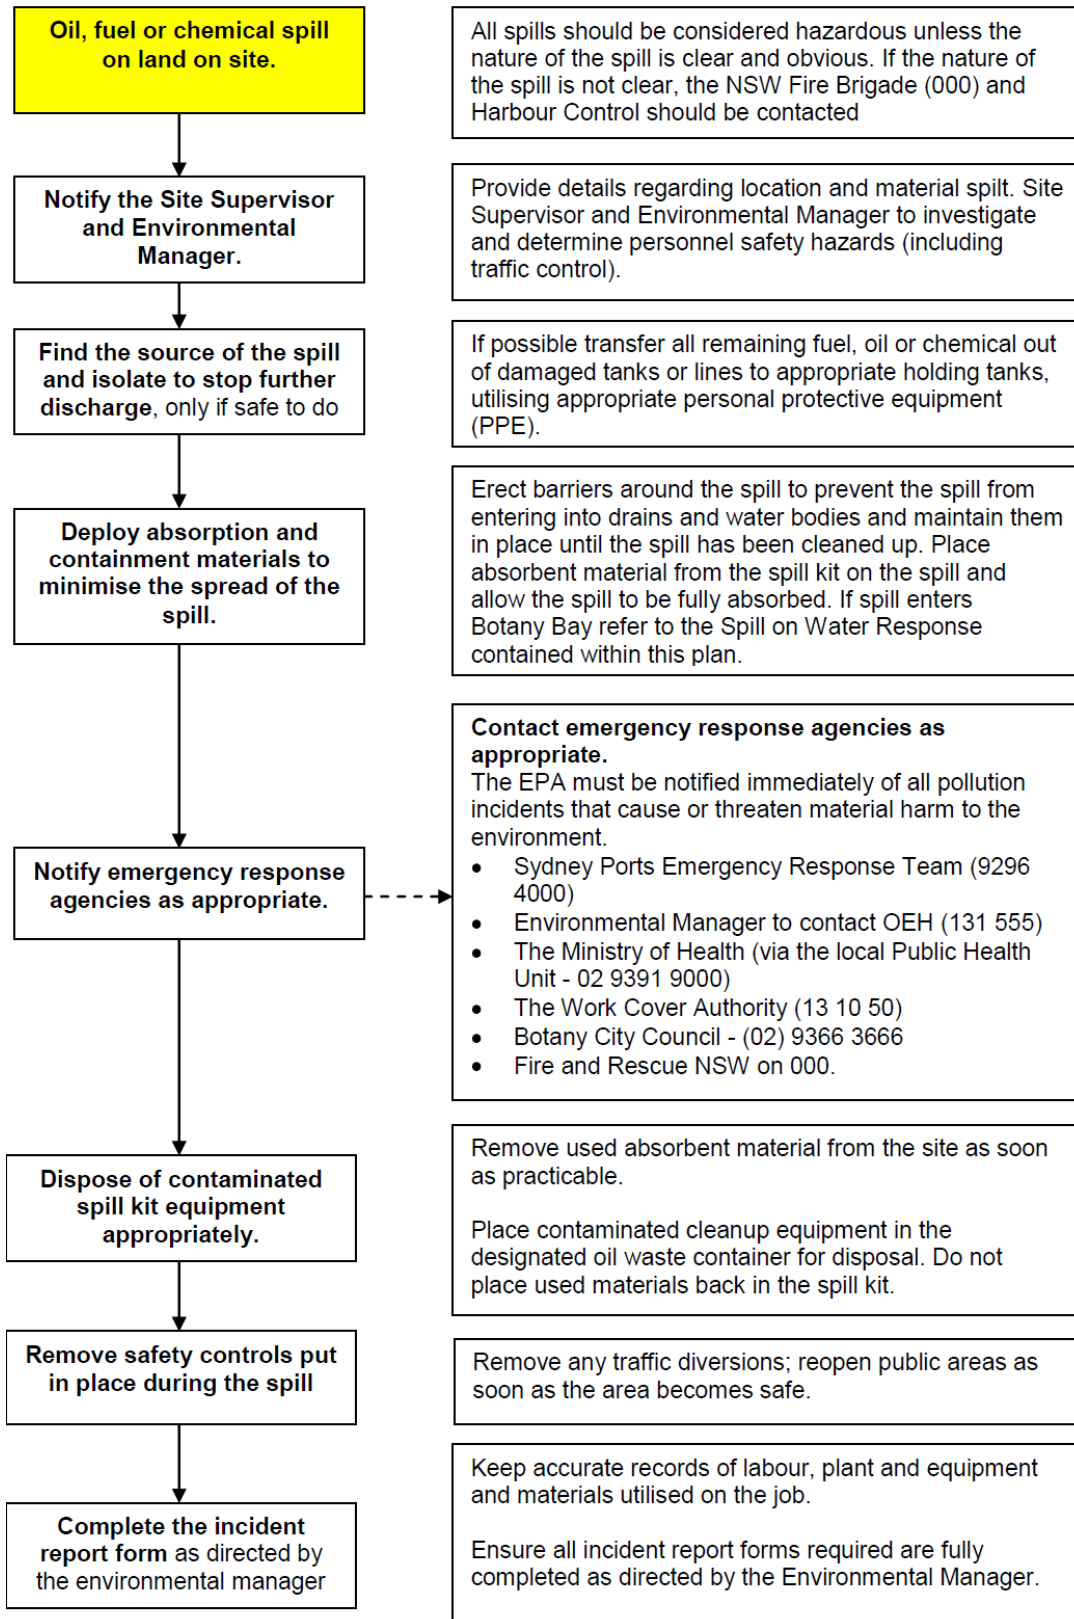 Oil, fuel or chemical spill
on land on site.
All spills should be considered hazardous unless the
nature of the spill is clear and obvious. If the nature of
the spill is not clear, the NSW Fire Brigade (000) and
Harbour Control should be contacted
Notify the Site Supervisor
and Environmental
Manager.
Provide details regarding location and material spilt. Site
Supervisor and Environmental Manager to investigate
and determine personnel safety hazards (including
traffic control).
Find the source of the spill
and isolate to stop further
discharge, only if safe to do
If possible transfer all remaining fuel, oil or chemical out
of damaged tanks or lines to appropriate holding tanks,
utilising appropriate personal protective equipment
(PPE).
Deploy absorption and
containment materials to
minimise the spread of the
spill.
Erect barriers around the spill to prevent the spill from
entering into drains and water bodies and maintain them
in place until the spill has been cleaned up. Place
absorbent material from the spill kit on the spill and
allow the spill to be fully absorbed. If spill enters
Botany Bay refer to the Spill on Water Response
contained within this plan.
Notify emergency response
agencies as appropriate.
Contact emergency response agencies as
appropriate.
The EPA must be notified immediately of all pollution
incidents that cause or threaten material harm to the
environment.
• Sydney Ports Emergency Response Team (9296
4000)
• Environmental Manager to contact OEH (131 555)
• The Ministry of Health (via the local Public Health
Unit - 02 9391 9000)
• The Work Cover Authority (13 10 50)
• Botany City Council - (02) 9366 3666
• Fire and Rescue NSW on 000.
Dispose of contaminated
spill kit equipment
appropriately.
Remove used absorbent material from the site as soon
as practicable.
Place contaminated cleanup equipment in the
designated oil waste container for disposal. Do not
place used materials back in the spill kit.
Remove safety controls put
in place during the spill
Remove any traffic diversions; reopen public areas as
soon as the area becomes safe.
Complete the incident
report form as directed by
the environmental manager
Keep accurate records of labour, plant and equipment
and materials utilised on the job.
Ensure all incident report forms required are fully
completed as directed by the Environmental Manager.